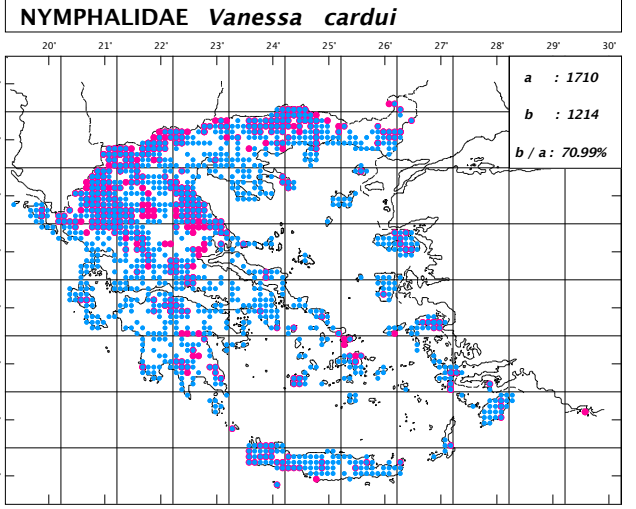 NYMPHALIDAE Vanessa cardui
20° 21° 22° 23° 24° 25° 26° 27° 28° 29° 30°
a : 1710
b : 1214
b / a : 70.99%